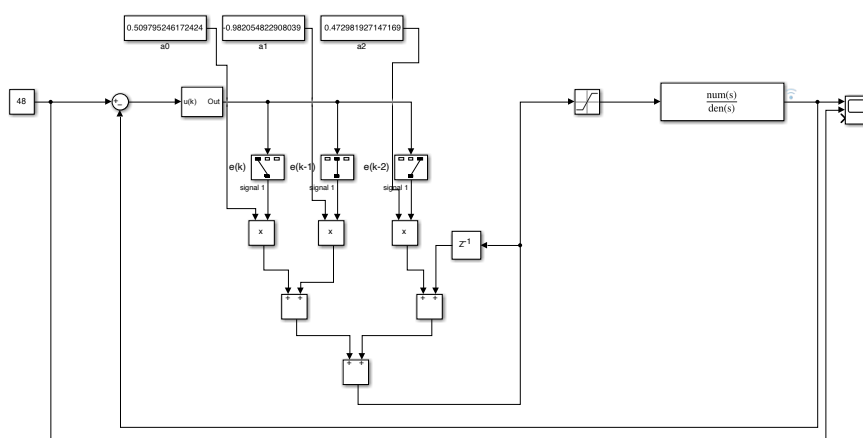 0.509795246172424
-0.982054822908039
0.472981927147169
a0
a1
a2
48
+
−
u(k) Out
num(s)
den(s)
e(k)
e(k-1)
e(k-2)
signal 1
signal 1
signal 1
x
x
x
Z-1
+ +
+ +
+ +